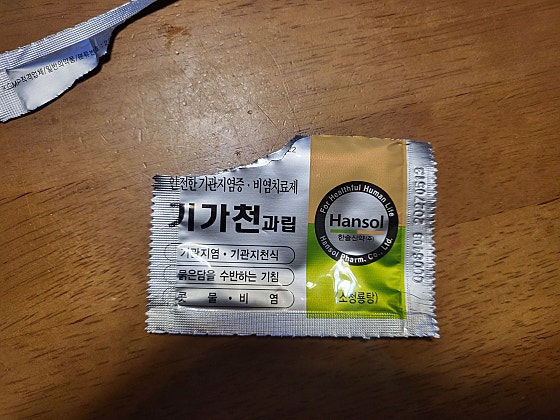 안전한 기관지염증·비염치료제
기가천과립
기관지염·기관지천식
묽은담을 수반하는 기침
콧물·비염
For Healthful Human Life
Hansol
한솔신약(주)
Hansol Pharm. Co., Ltd.
(소청룡탕)